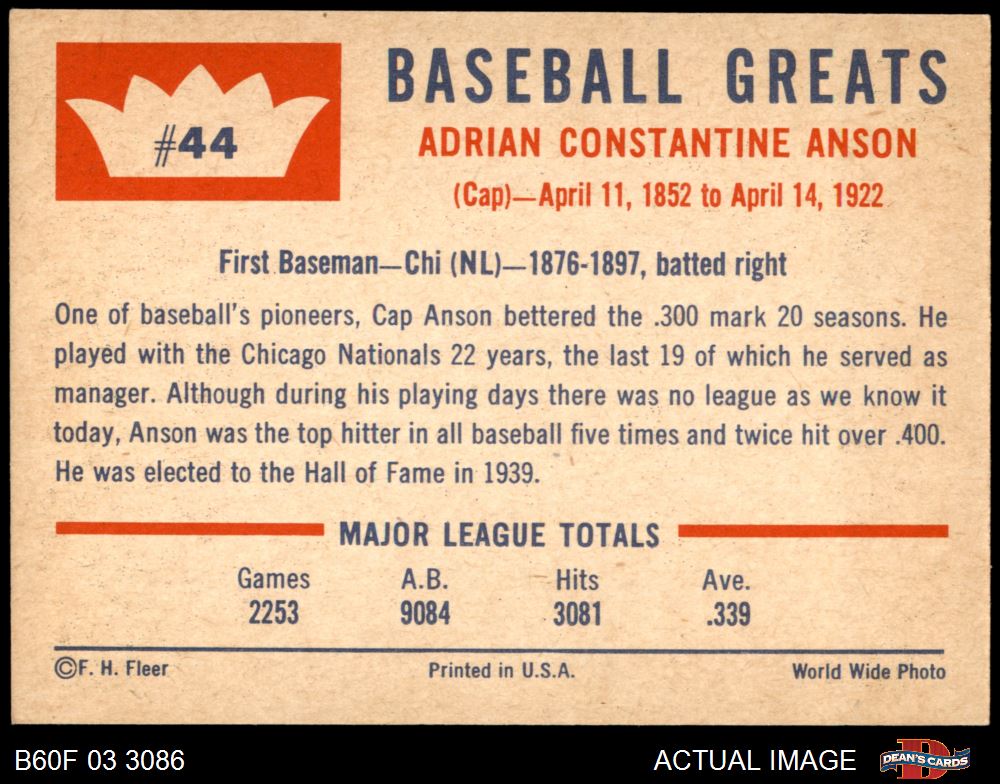 #44
BASEBALL GREATS
ADRIAN CONSTANTINE ANSON
(Cap)—April 11, 1852 to April 14, 1922
First Baseman—Chi (NL)—1876-1897, batted right
One of baseball's pioneers, Cap Anson bettered the .300 mark 20 seasons. He
played with the Chicago Nationals 22 years, the last 19 of which he served as
manager. Although during his playing days there was no league as we know it
today, Anson was the top hitter in all baseball five times and twice hit over .400.
He was elected to the Hall of Fame in 1939.
MAJOR LEAGUE TOTALS
Games A.B. Hits Ave.
2253 9084 3081 .339
©F. H. Fleer Printed in U.S.A. World Wide Photo
B60F 03 3086 ACTUAL IMAGE DEAN'S CARDS